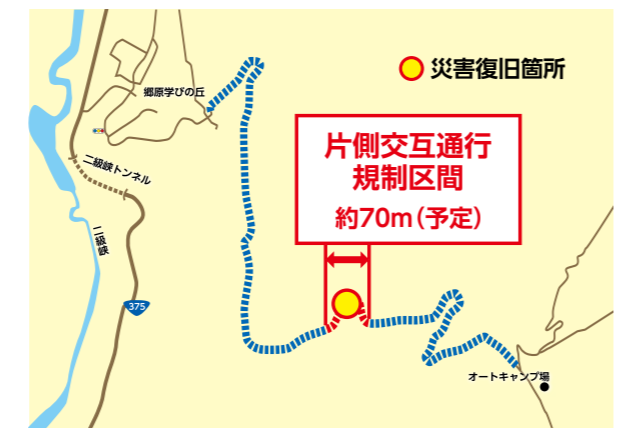 災害復旧箇所
郷原学びの丘
片側交互通行
規制区間
約70m(予定)
二級峡トンネル
二級峡
375
オートキャンプ場